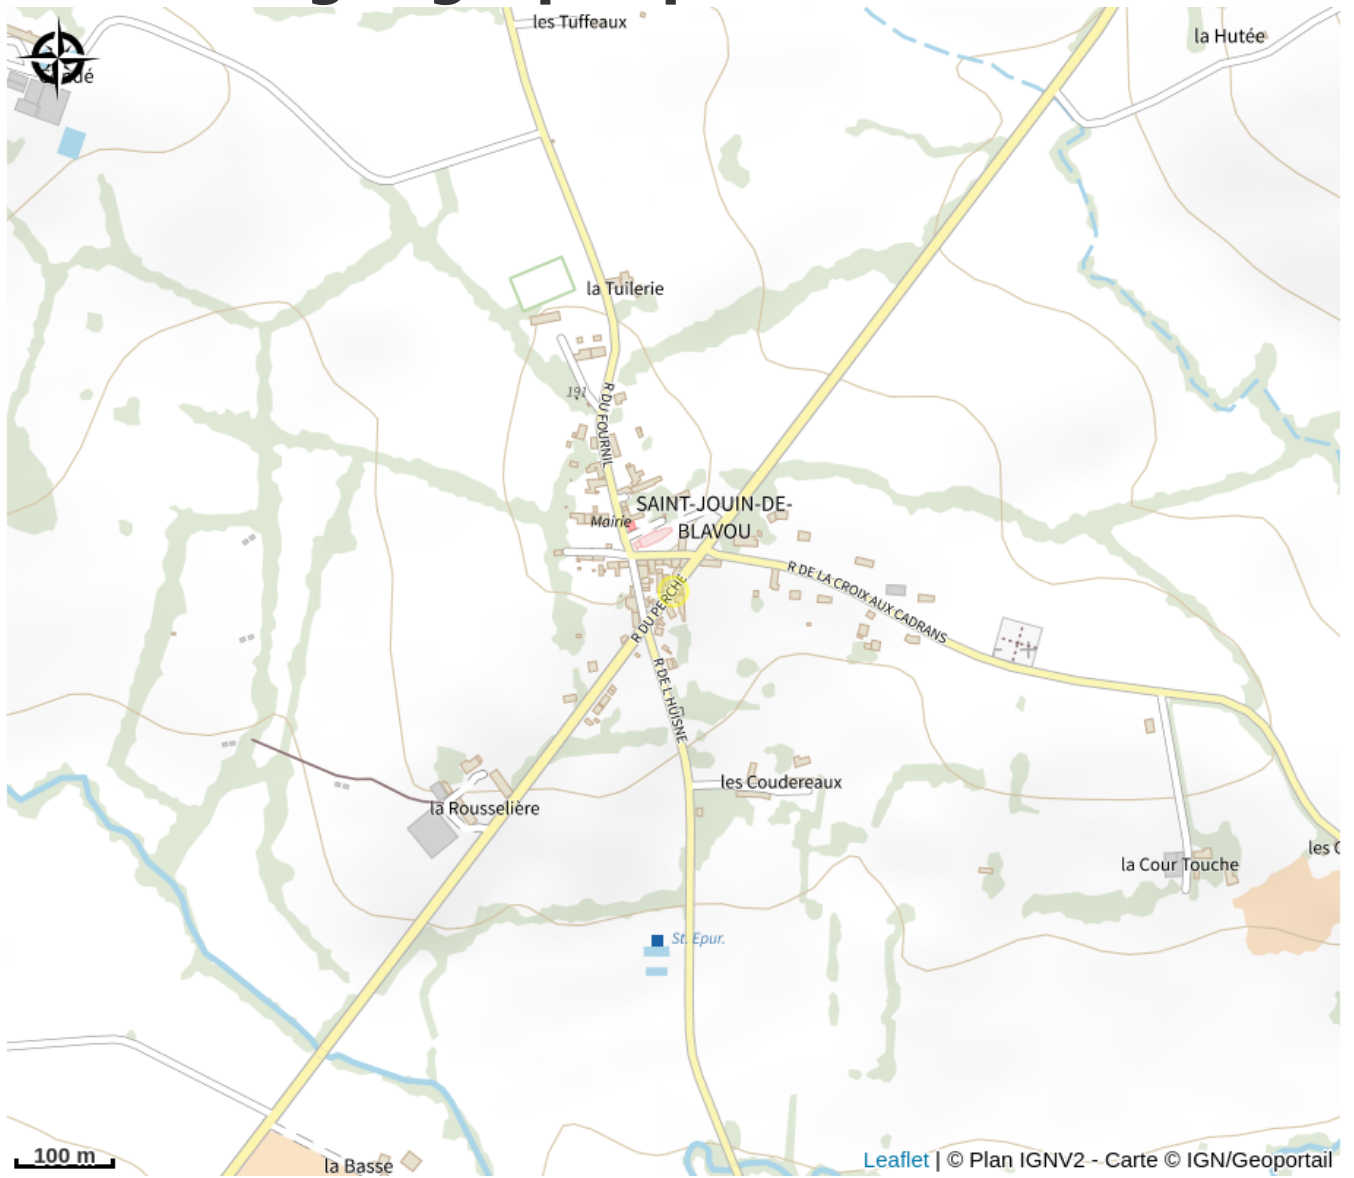 les Tuffeaux
la Hutée
la Tuilerie
191
R DU FOURNIL
SAINT-JOUIN-DE-
BLAVOU
Mairie
R DU PERCHE
R DE LA CROIX AUX CADRANS
R DE L HUISNE
les Coudereaux
la Rousselière
les
la Cour Touche
St. Epur.
100 m
la Basse
Leaflet | © Plan IGNV2 - Carte © IGN/Geoportail